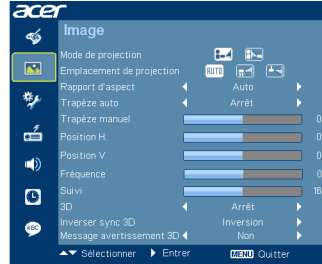 acer
Image
Mode de projection
Emplacement de projection AUTO
Rapport d'aspect Auto
Trapèze auto Arrêt
Trapèze manuel 0
Position H. 0
Position V. 0
Fréquence 0
Suivi 16
3D Arrêt
Inverser sync 3D Inversion
Message avertissement 3D Non
ABC
Sélectionner Entrer MENU Quitter